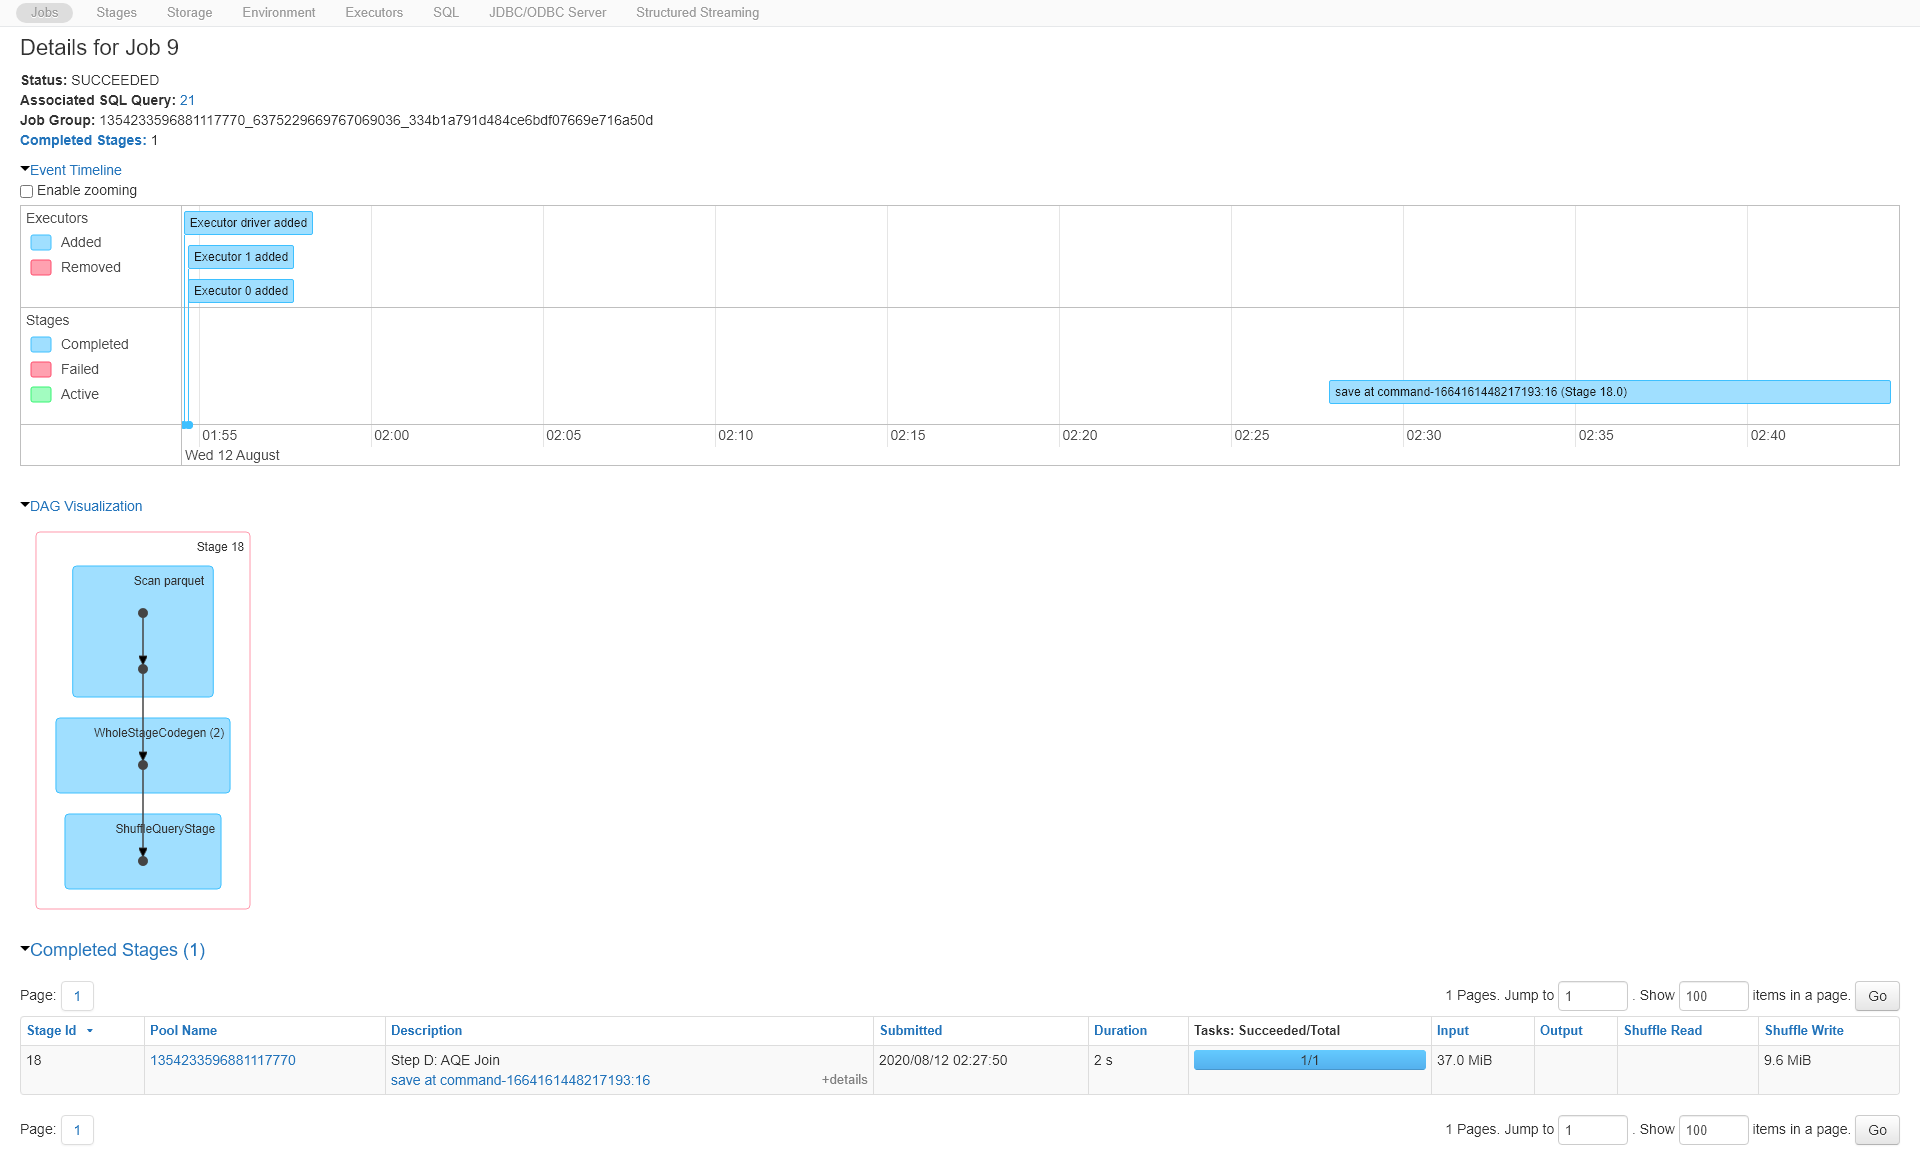 Jobs Stages Storage Environment Executors SQL JDBC/ODBC Server Structured Streaming
Details for Job 9
Status: SUCCEEDED
Associated SQL Query: 21
Job Group: 1354233596881117770_6375229669767069036_334b1a791d484ce6bdf07669e716a50d
Completed Stages: 1
Event Timeline
Enable zooming
Executors
Added
Removed
Executor driver added
Executor 1 added
Executor 0 added
Stages
Completed
Failed
Active
save at command-1664161448217193:16 (Stage 18.0)
01:55 02:00 02:05 02:10 02:15 02:20 02:25 02:30 02:35 02:40
Wed 12 August
DAG Visualization
Stage 18
Scan parquet
WholeStageCodegen (2)
ShuffleQueryStage
Completed Stages (1)
Page: 1 1 Pages. Jump to 1 . Show 100 items in a page. Go
Stage Id Pool Name Description Submitted Duration Tasks: Succeeded/Total Input Output Shuffle Read Shuffle Write
18 1354233596881117770 Step D: AQE Join 2020/08/12 02:27:50 2 s 1/1 37.0 MiB 9.6 MiB
save at command-1664161448217193:16 +details
Page: 1 1 Pages. Jump to 1 . Show 100 items in a page. Go